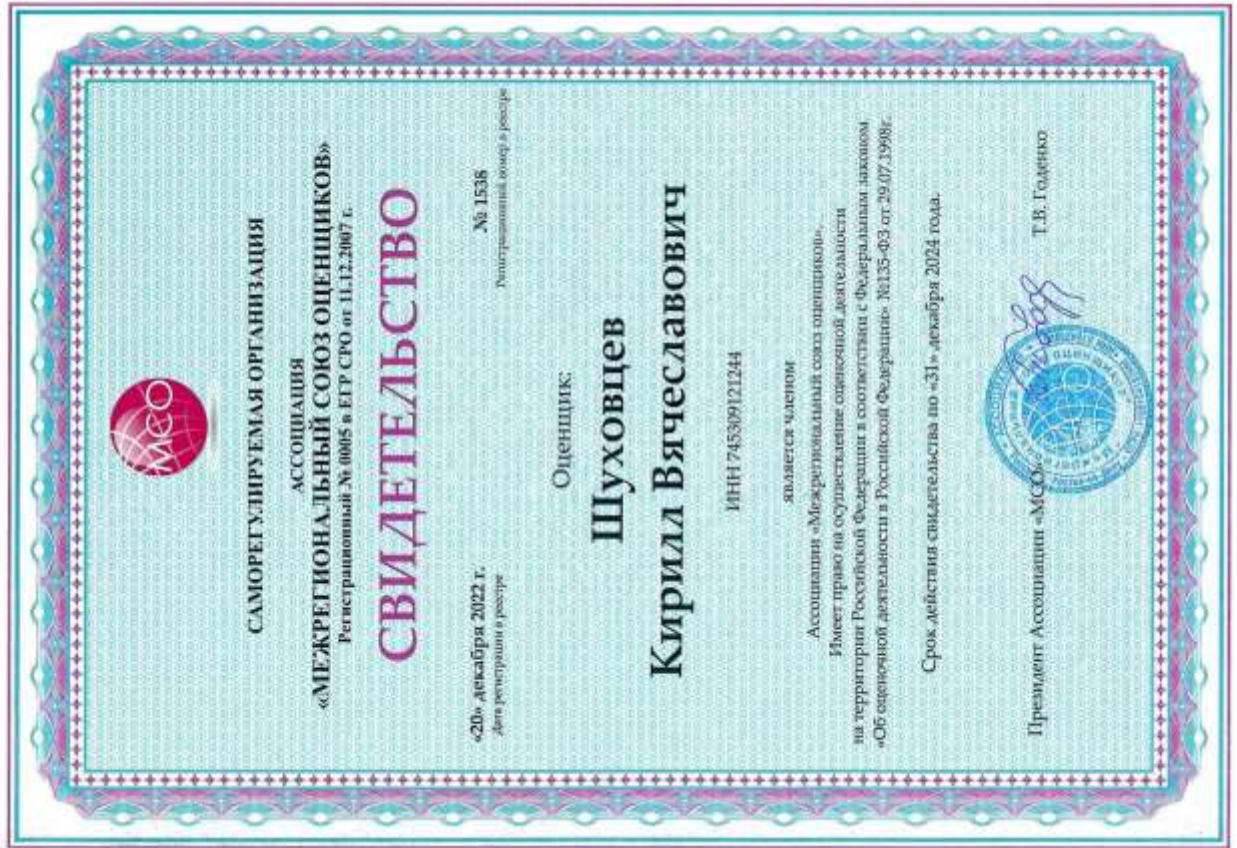 МСО
САМОРЕГУЛИРУЕМАЯ ОРГАНИЗАЦИЯ
АССОЦИАЦИЯ
«МЕЖРЕГИОНАЛЬНЫЙ СОЮЗ ОЦЕНЩИКОВ»
Регистрационный № 0005 в ЕГР СРО от 11.12.2007 г.
СВИДЕТЕЛЬСТВО
«20» декабря 2022 г. № 1538
Дата регистрации в реестре Регистрационный номер в реестре
Оценщик:
Шуховцев
Кирилл Вячеславович
ИНН 745309121244
является членом
Ассоциации «Межрегиональный союз оценщиков».
Имеет право на осуществление оценочной деятельности
на территории Российской Федерации в соответствии с Федеральным законом
«Об оценочной деятельности в Российской Федерации» №135-ФЗ от 29.07.1998г.
Срок действия свидетельства по «31» декабря 2024 года.
Президент Ассоциации «МСО» Т.В. Годенко